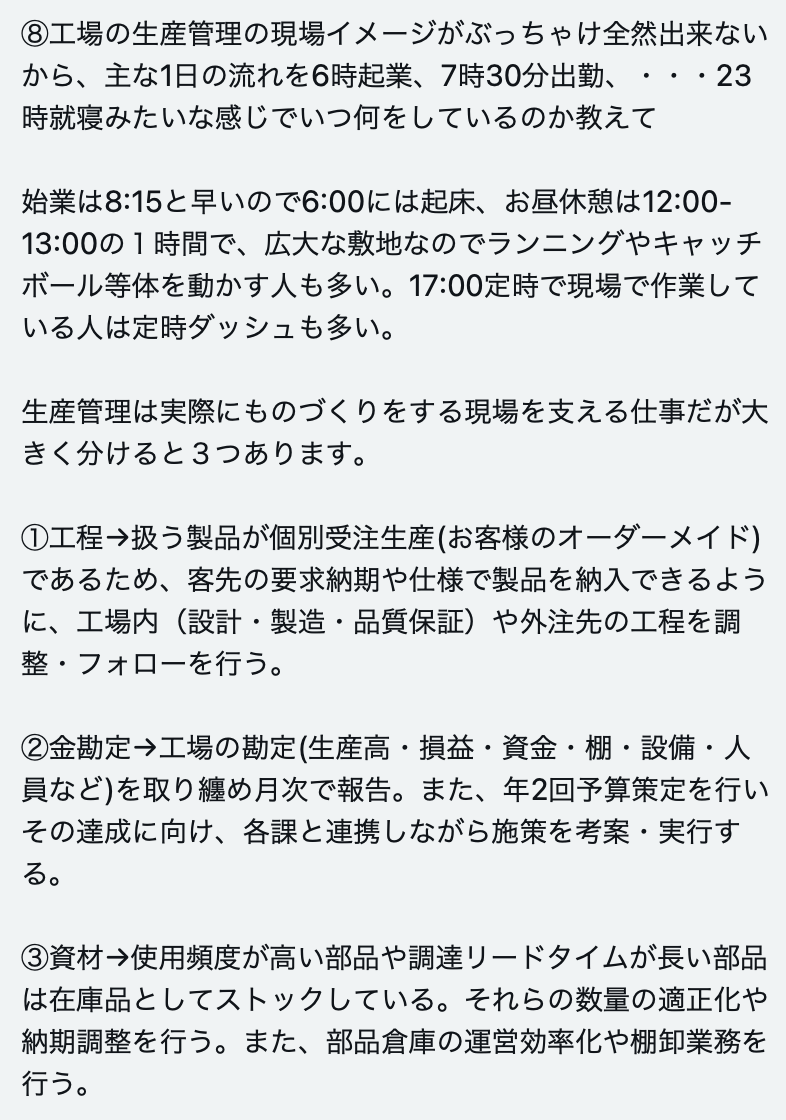 ⑧工場の生産管理の現場イメージがぶっちゃけ全然出来ない
から、主な1日の流れを6時起業、7時30分出勤、・・・23
時就寝みたいな感じでいつ何をしているのか教えて
始業は8:15と早いので6:00には起床、お昼休憩は12:00-
13:00の１時間で、広大な敷地なのでランニングやキャッチ
ボール等体を動かす人も多い。17:00定時で現場で作業して
いる人は定時ダッシュも多い。
生産管理は実際にものづくりをする現場を支える仕事だが大
きく分けると３つあります。
①工程→扱う製品が個別受注生産(お客様のオーダーメイド)
であるため、客先の要求納期や仕様で製品を納入できるよう
に、工場内（設計・製造・品質保証）や外注先の工程を調
整・フォローを行う。
②金勘定→工場の勘定(生産高・損益・資金・棚・設備・人
員など)を取り纏め月次で報告。また、年2回予算策定を行い
その達成に向け、各課と連携しながら施策を考案・実行す
る。
③資材→使用頻度が高い部品や調達リードタイムが長い部品
は在庫品としてストックしている。それらの数量の適正化や
納期調整を行う。また、部品倉庫の運営効率化や棚卸業務を
行う。